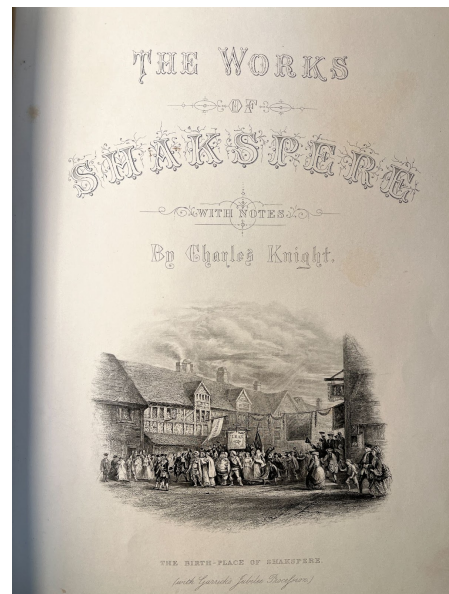 THE WORKS
OF
SHAKSPERE
WITH NOTES
By Charles Knight.
THE BIRTH-PLACE OF SHAKSPERE.
(with Garrick's Jubilee Procession)